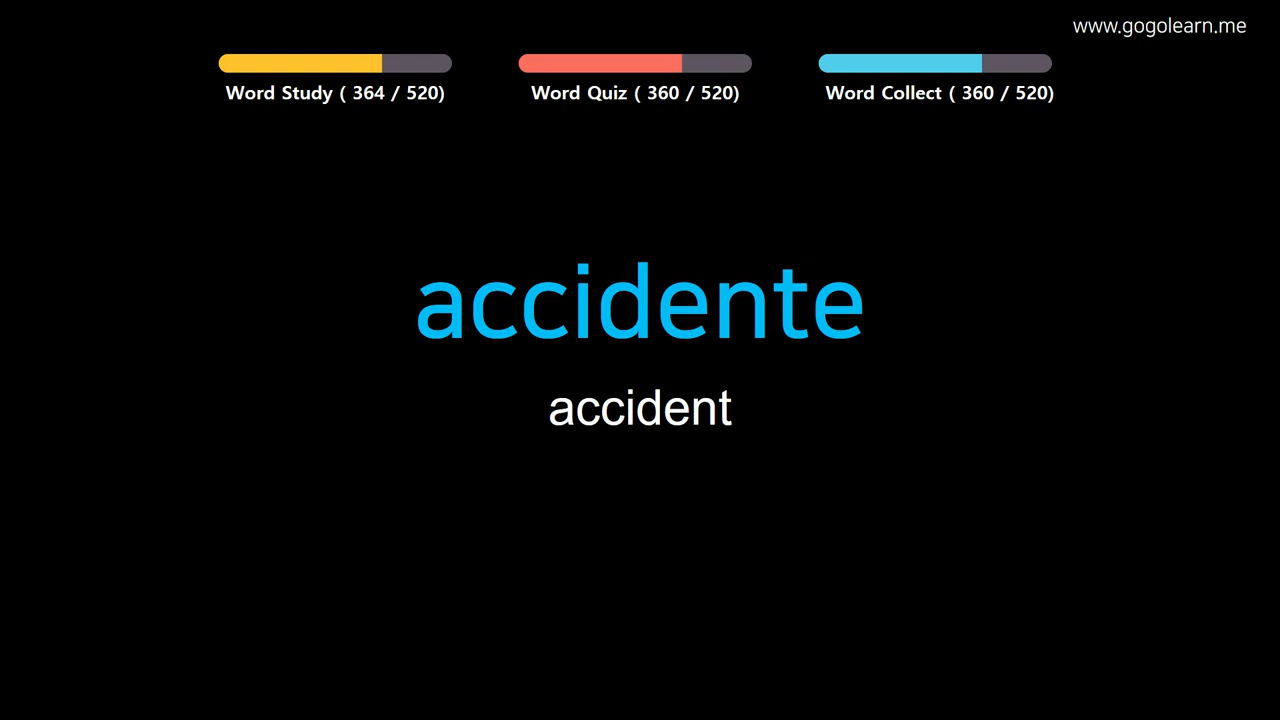 www.gogolearn.me
Word Study ( 364 / 520)
Word Quiz ( 360 / 520)
Word Collect ( 360 / 520)
accidente
accident